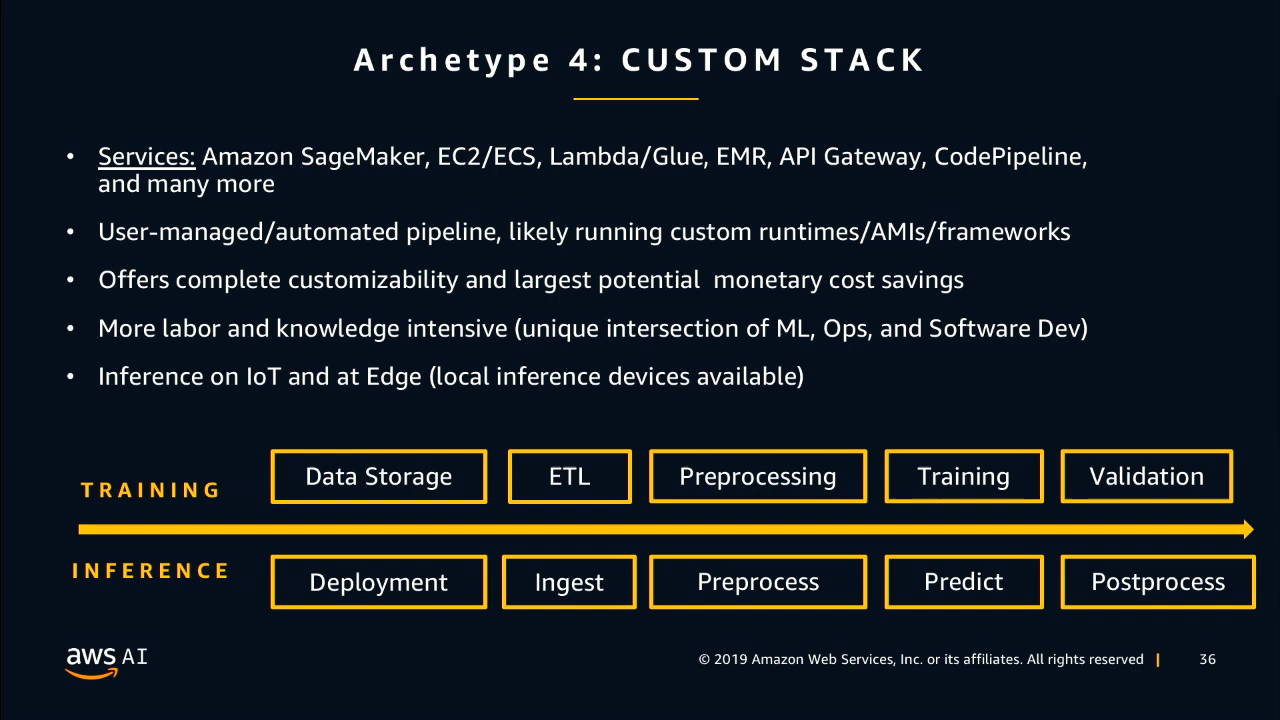 Archetype 4: CUSTOM STACK
• Services: Amazon SageMaker, EC2/ECS, Lambda/Glue, EMR, API Gateway, CodePipeline,
and many more
• User-managed/automated pipeline, likely running custom runtimes/AMIs/frameworks
• Offers complete customizability and largest potential  monetary cost savings
• More labor and knowledge intensive (unique intersection of ML, Ops, and Software Dev)
• Inference on IoT and at Edge (local inference devices available)
TRAINING
Data Storage
ETL
Preprocessing
Training
Validation
INFERENCE
Deployment
Ingest
Preprocess
Predict
Postprocess
aws AI
© 2019 Amazon Web Services, Inc. or its affiliates. All rights reserved | 36